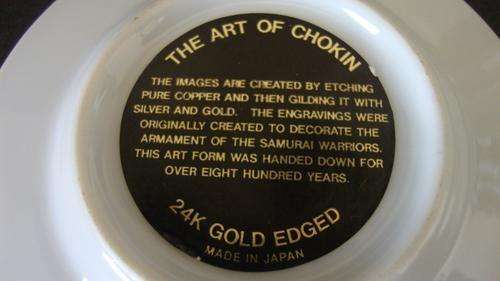 THE ART OF CHOKIN
THE IMAGES ARE CREATED BY ETCHING
PURE COPPER AND THEN GILDING IT WITH
SILVER AND GOLD. THE ENGRAVINGS WERE
ORIGINALLY CREATED TO DECORATE THE
ARMAMENT OF THE SAMURAI WARRIORS.
THIS ART FORM WAS HANDED DOWN FOR
OVER EIGHT HUNDRED YEARS.
24K GOLD EDGED
MADE IN JAPAN